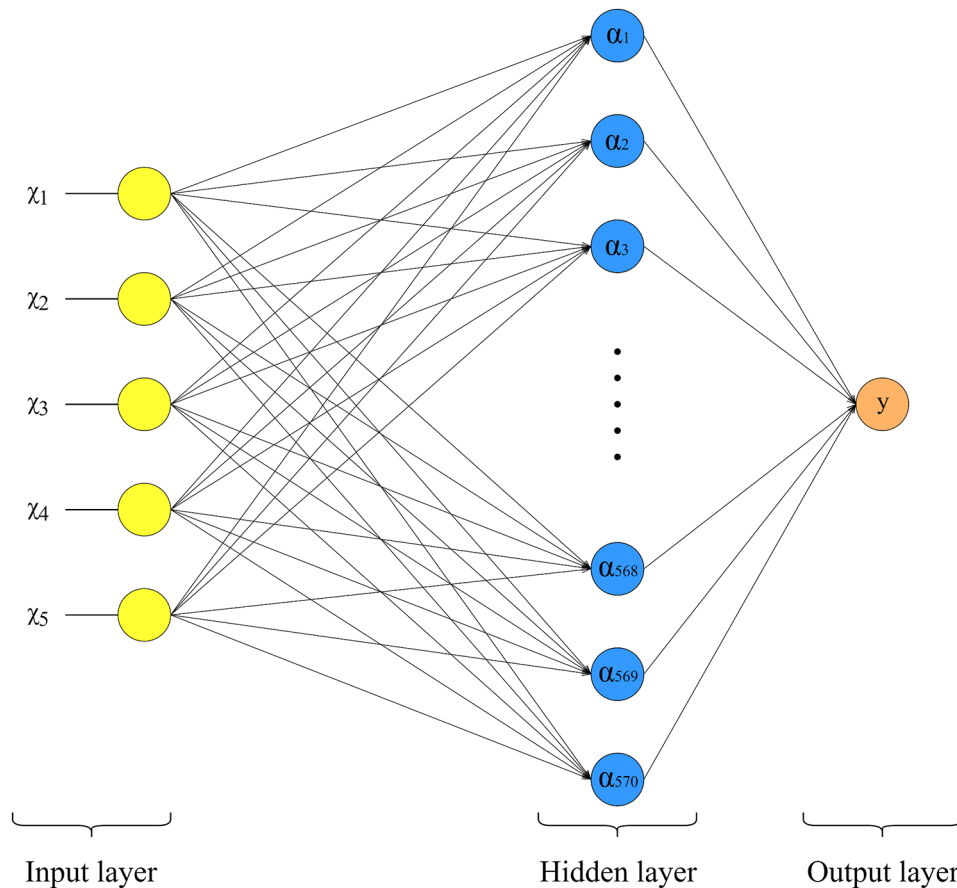 α1
α2
χ1
α3
χ2
χ3
y
χ4
α568
χ5
α569
α570
Input layer
Hidden layer
Output layer